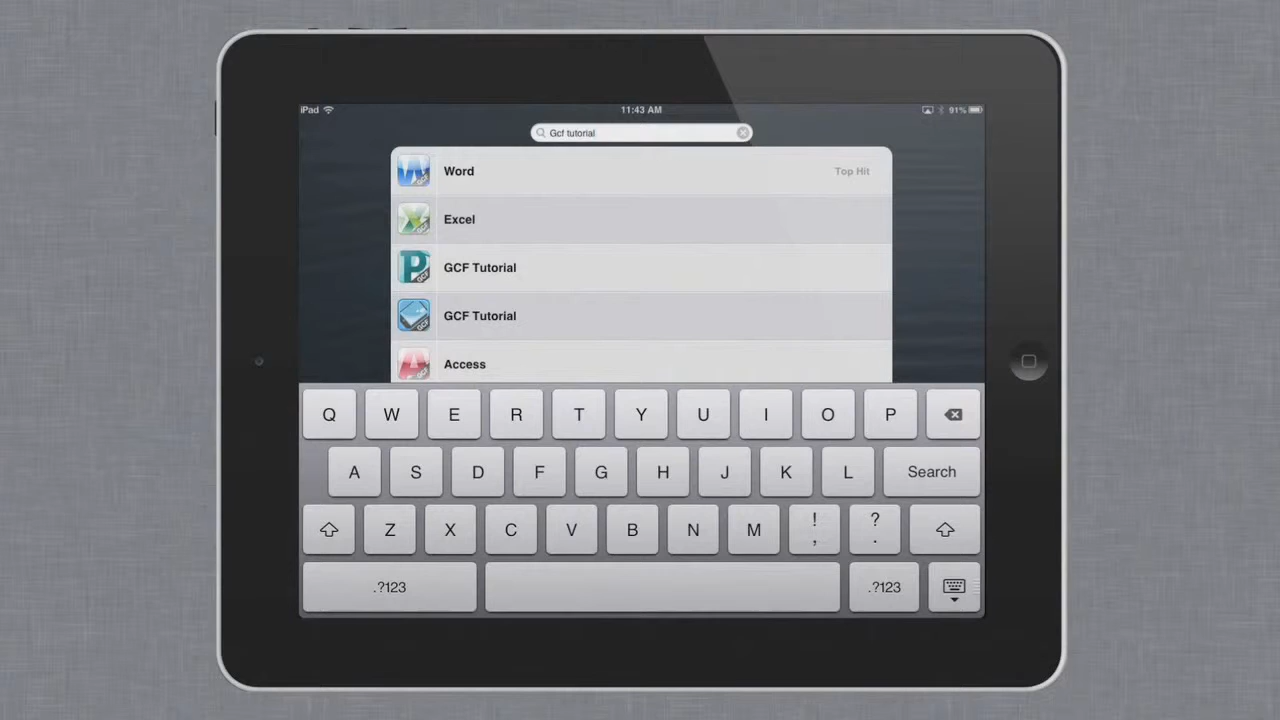 iPad 11:43 AM 91%
Gcf tutorial
Word Top Hit
Excel
GCF Tutorial
GCF Tutorial
Access
Q W E R T Y U I O P
A S D F G H J K L Search
Z X C V B N M ! , ? .
.?123 .?123